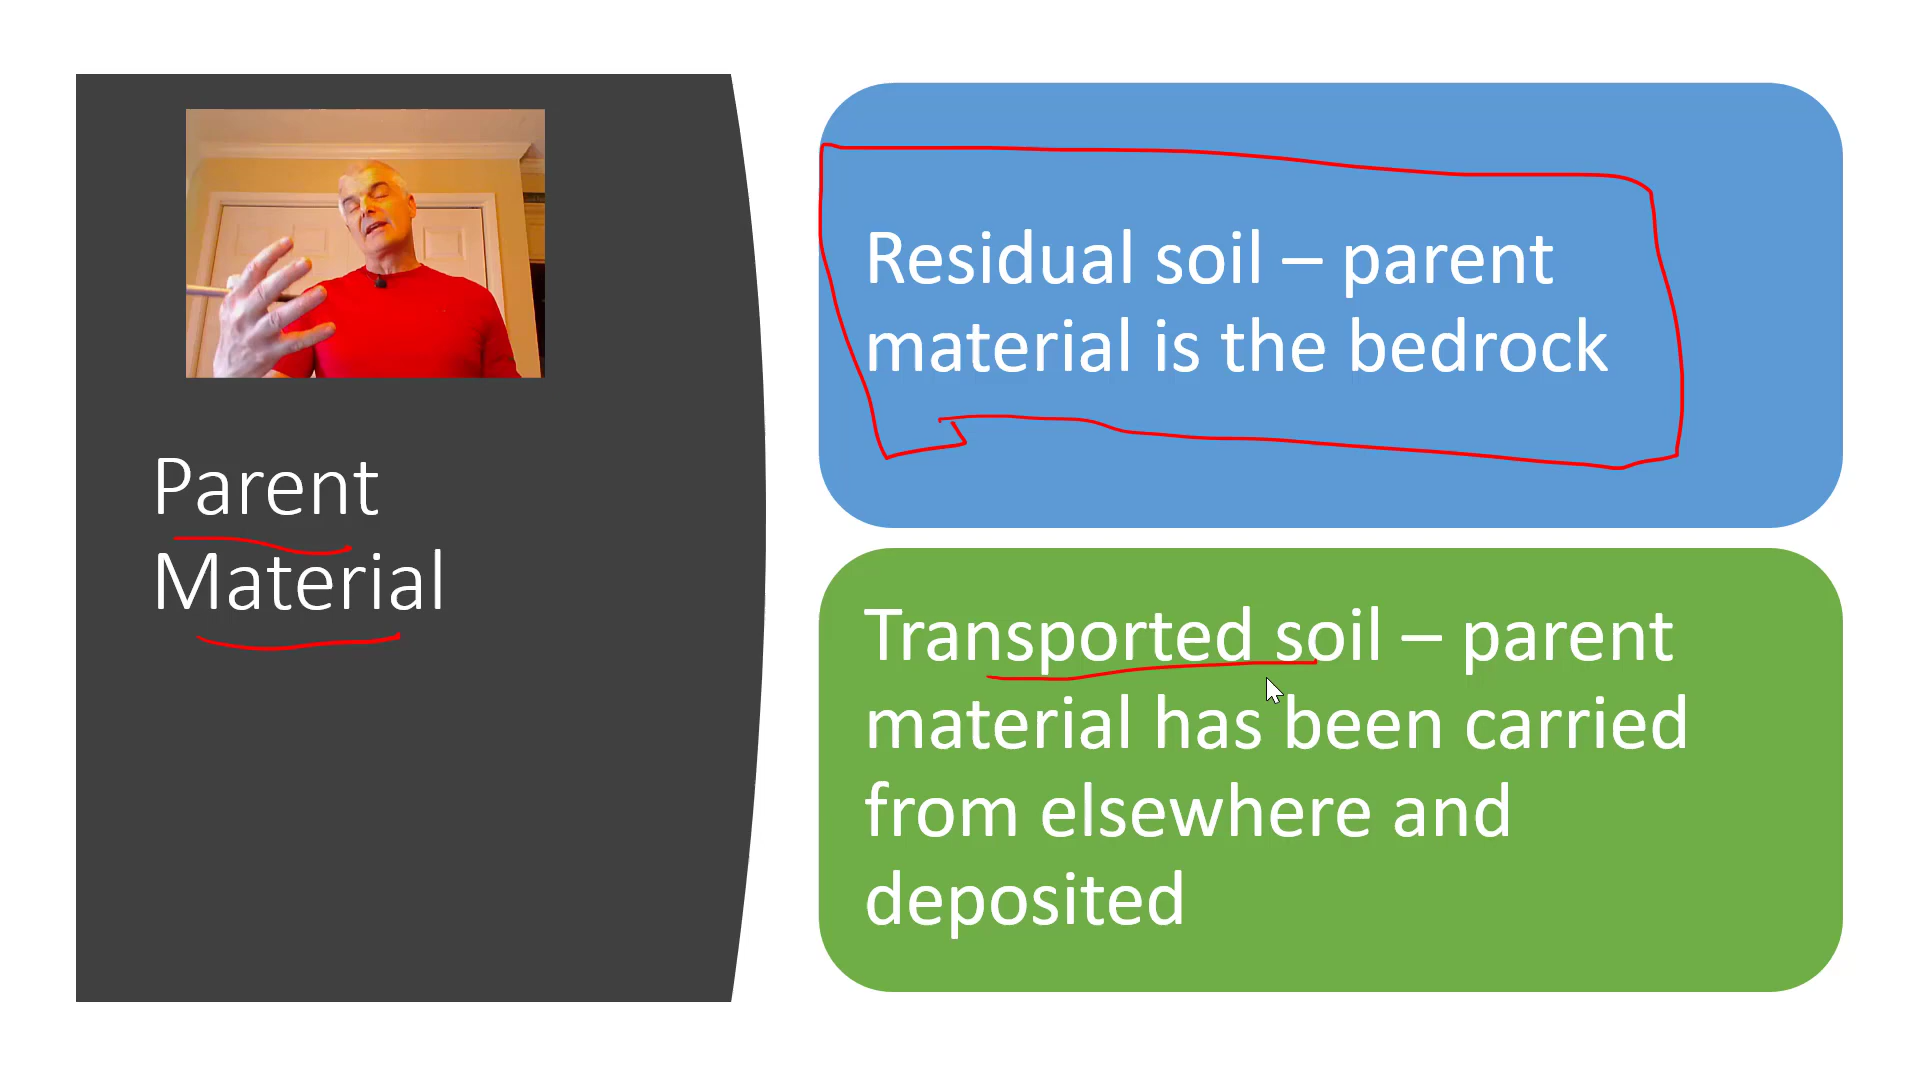 Parent
Material
Residual soil – parent
material is the bedrock
Transported soil – parent
material has been carried
from elsewhere and
deposited